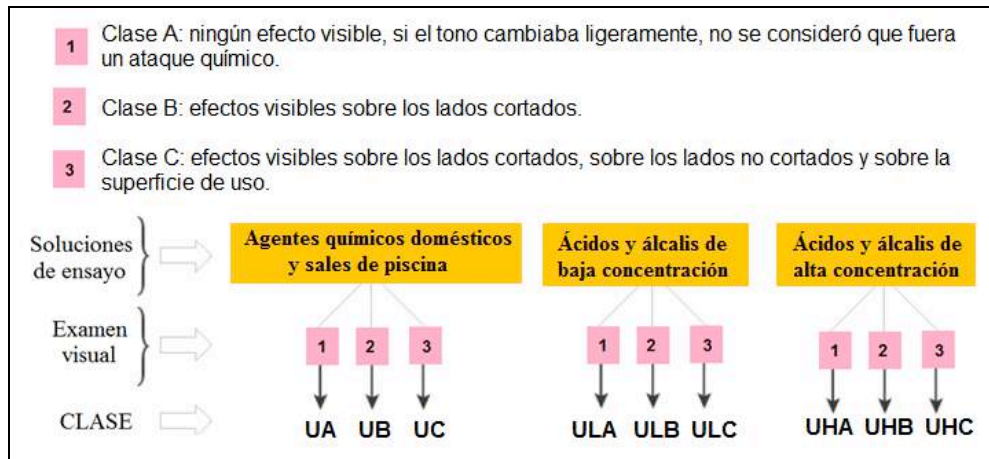 1
Clase A: ningún efecto visible, si el tono cambiaba ligeramente, no se consideró que fuera
un ataque químico.
2
Clase B: efectos visibles sobre los lados cortados.
3
Clase C: efectos visibles sobre los lados cortados, sobre los lados no cortados y sobre la
superficie de uso.
Soluciones
de ensayo
Agentes químicos domésticos
y sales de piscina
Ácidos y álcalis de
baja concentración
Ácidos y álcalis de
alta concentración
Examen
visual
1 2 3
1 2 3
1 2 3
CLASE
UA UB UC
ULA ULB ULC
UHA UHB UHC